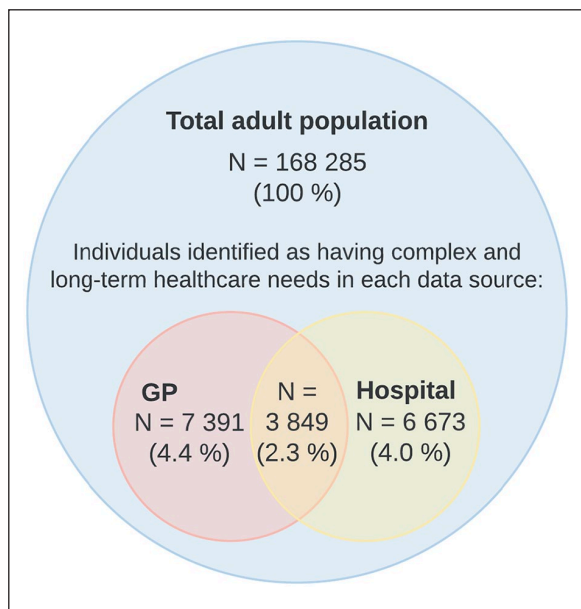 Total adult population
N = 168 285
(100 %)
Individuals identified as having complex and
long-term healthcare needs in each data source:
GP
N = 7 391
(4.4 %)
N =
3 849
(2.3 %)
Hospital
N = 6 673
(4.0 %)